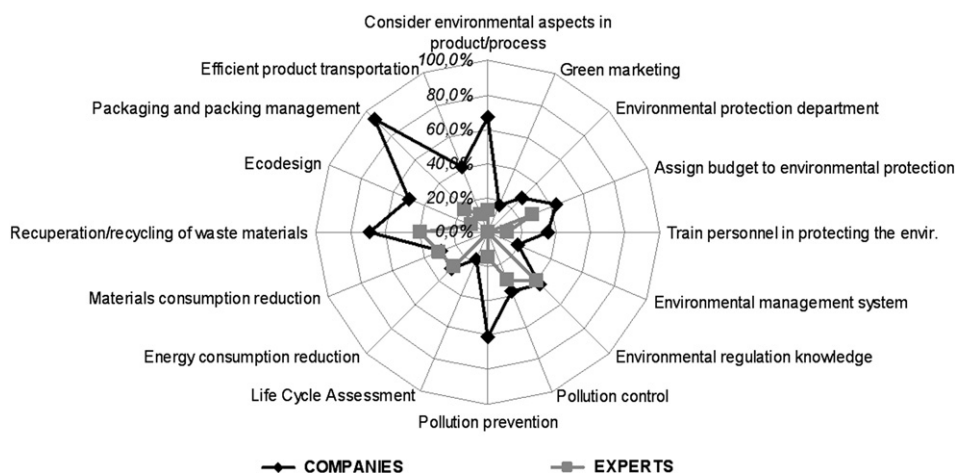 Consider environmental aspects in
product/process
100,0%
Efficient product transportation
Green marketing
80,0%
Packaging and packing management
Environmental protection department
60,0%
Ecodesign
40,0%
Assign budget to environmental protection
20,0%
Recuperation/recycling of waste materials
0,0%
Train personnel in protecting the envir.
Materials consumption reduction
Environmental management system
Energy consumption reduction
Environmental regulation knowledge
Life Cycle Assessment
Pollution control
Pollution prevention
COMPANIES
EXPERTS